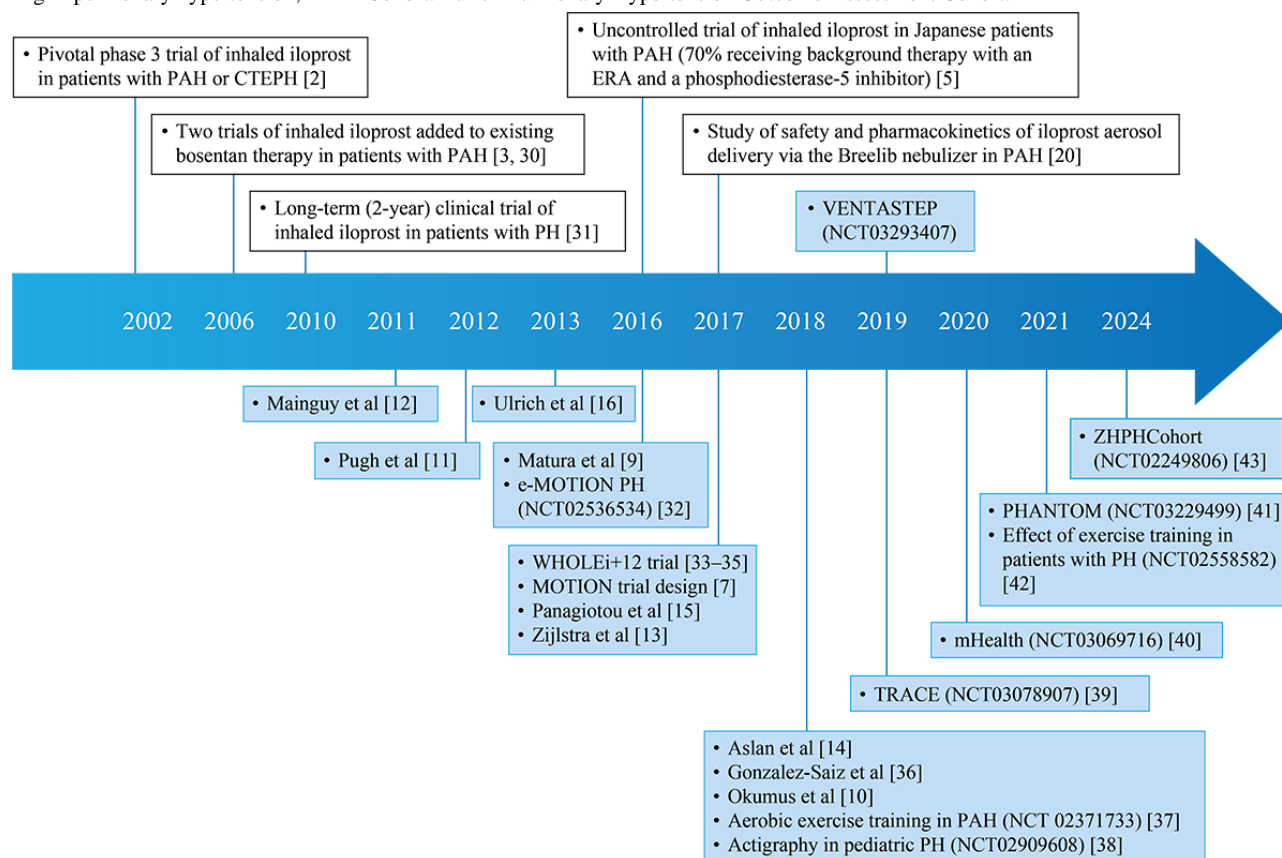 pulmonary hypertension, Pulmonary Hypertension Outcome Assessment Cohort.
• Pivotal phase 3 trial of inhaled iloprost
in patients with PAH or CTEPH [2]
• Two trials of inhaled iloprost added to existing
bosentan therapy in patients with PAH [3, 30]
• Long-term (2-year) clinical trial of
inhaled iloprost in patients with PH [31]
• Uncontrolled trial of inhaled iloprost in Japanese patients
with PAH (70% receiving background therapy with
an ERA and a phosphodiesterase-5 inhibitor) [5]
• Study of safety and pharmacokinetics of iloprost aerosol
delivery via the Breelib nebulizer in PAH [20]
• VENTASTEP
(NCT03293407)
2002 2006 2010 2011 2012 2013 2016 2017 2018 2019 2020 2021 2024
• Mainguy et al [12]
• Pugh et al [11]
• Ulrich et al [16]
• Matura et al [9]
• e-MOTION PH
(NCT02536534) [32]
• WHOLEi+12 trial [33–35]
• MOTION trial design [7]
• Panagiotou et al [15]
• Zijlstra et al [13]
• Aslan et al [14]
• Gonzalez-Saiz et al [36]
• Okumus et al [10]
• Aerobic exercise training in PAH (NCT 02371733) [37]
• Actigraphy in pediatric PH (NCT02909608) [38]
• TRACE (NCT03078907) [39]
• mHealth (NCT03069716) [40]
• PHANTOM (NCT03229499) [41]
• Effect of exercise training in
patients with PH (NCT02558582)
[42]
• ZHPHCohort
(NCT02249806) [43]